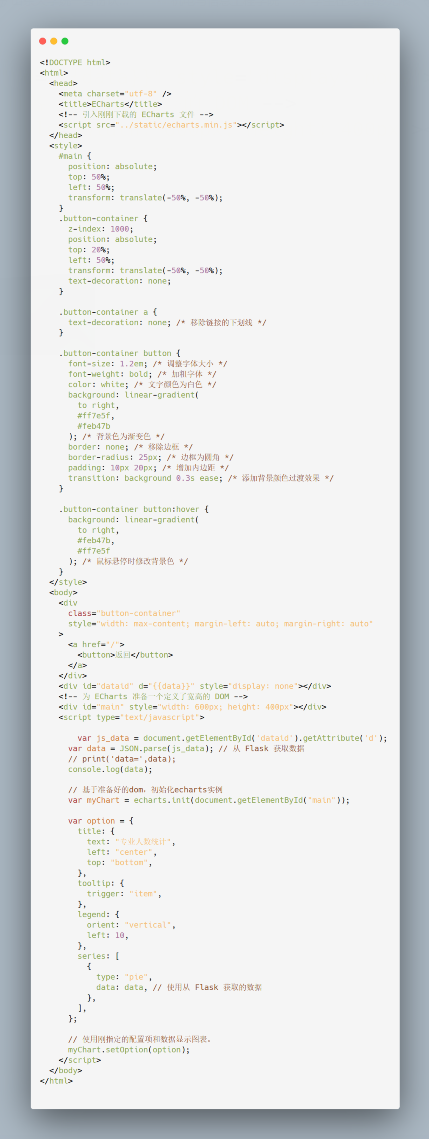 <!DOCTYPE html>
<html>
  <head>
    <meta charset="utf-8" />
    <title>ECharts</title>
    <!-- 引入刚刚下载的 ECharts 文件 -->
    <script src="../static/echarts.min.js"></script>
  </head>
  <style>
    #main {
      position: absolute;
      top: 50%;
      left: 50%;
      transform: translate(-50%, -50%);
    }
    .button-container {
      z-index: 1000;
      position: absolute;
      top: 20%;
      left: 50%;
      transform: translate(-50%, -50%);
      text-decoration: none;
    }

    .button-container a {
      text-decoration: none; /* 移除链接的下划线 */
    }

    .button-container button {
      font-size: 1.2em; /* 调整字体大小 */
      font-weight: bold; /* 加粗字体 */
      color: white; /* 文字颜色为白色 */
      background: linear-gradient(
        to right,
        #ff7e5f,
        #feb47b
      ); /* 背景色为渐变色 */
      border: none; /* 移除边框 */
      border-radius: 25px; /* 边框为圆角 */
      padding: 10px 20px; /* 增加内边距 */
      transition: background 0.3s ease; /* 添加背景颜色过渡效果 */
    }

    .button-container button:hover {
      background: linear-gradient(
        to right,
        #feb47b,
        #ff7e5f
      ); /* 鼠标悬停时修改背景色 */
    }
  </style>
  <body>
    <div
      class="button-container"
      style="width: max-content; margin-left: auto; margin-right: auto"
    >
      <a href="/">
        <button>返回</button>
      </a>
    </div>
    <div id="dataid" d="{{data}}" style="display: none"></div>
    <!-- 为 ECharts 准备一个定义了宽高的 DOM -->
    <div id="main" style="width: 600px; height: 400px"></div>
    <script type="text/javascript">

        var js_data = document.getElementById('dataid').getAttribute('d');
      var data = JSON.parse(js_data); // 从 Flask 获取数据
      // print('data=',data);
      console.log(data);

      // 基于准备好的dom，初始化echarts实例
      var myChart = echarts.init(document.getElementById("main"));

      var option = {
        title: {
          text: "专业人数统计",
          left: "center",
          top: "bottom",
        },
        tooltip: {
          trigger: "item",
        },
        legend: {
          orient: "vertical",
          left: 10,
        },
        series: [
          {
            type: "pie",
            data: data, // 使用从 Flask 获取的数据
          },
        ],
      };

      // 使用刚指定的配置项和数据显示图表。
      myChart.setOption(option);
    </script>
  </body>
</html>